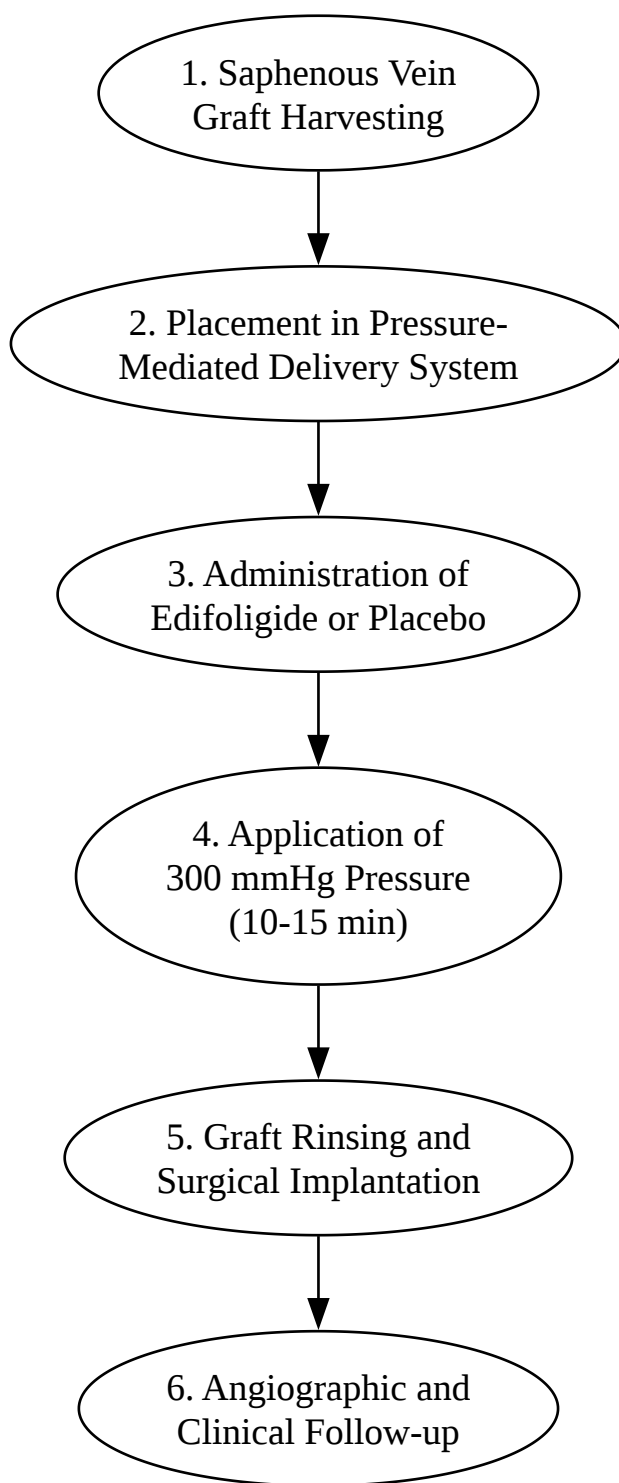 1. Saphenous Vein
Graft Harvesting
2. Placement in Pressure-
Mediated Delivery System
3. Administration of
Edifoligide or Placebo
4. Application of
300 mmHg Pressure
(10-15 min)
5. Graft Rinsing and
Surgical Implantation
6. Angiographic and
Clinical Follow-up